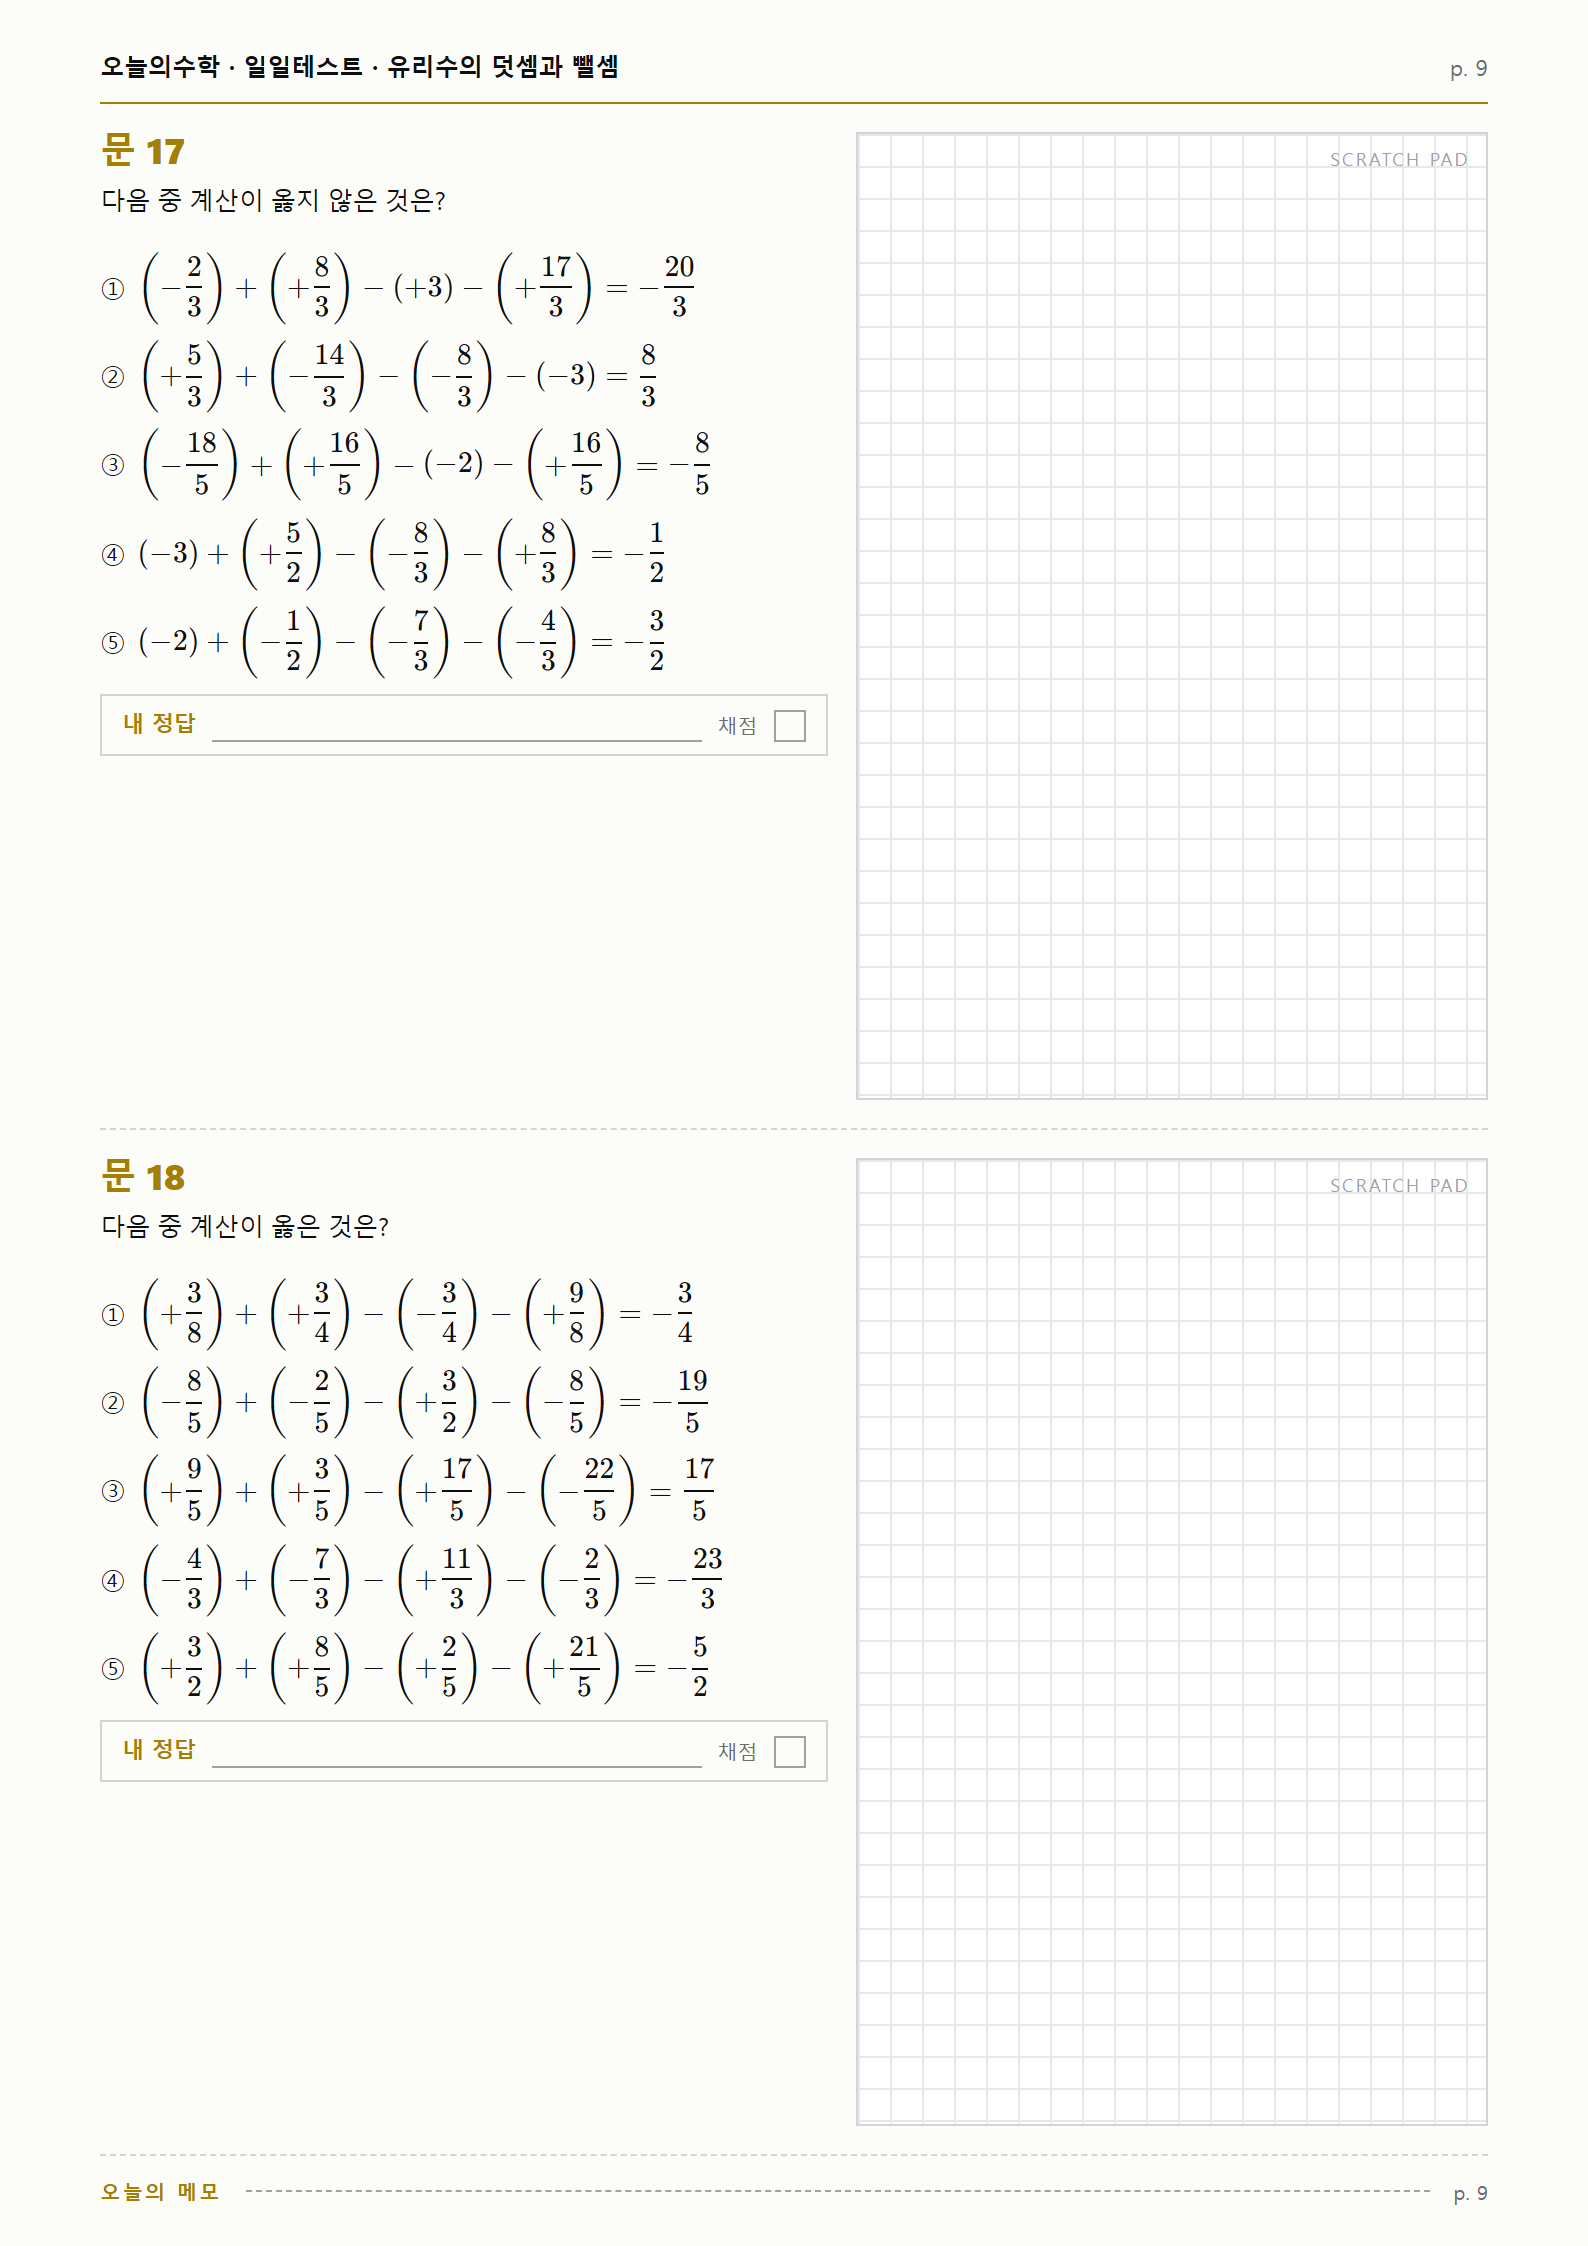 오늘의수학 · 일일테스트 · 유리수의 덧셈과 뺄셈
p. 9
문 17
다음 중 계산이 옳지 않은 것은?
① (−2/3) + (+8/3) − (+3) − (+17/3) = −20/3
② (+5/3) + (−14/3) − (−8/3) − (−3) = 8/3
③ (−18/5) + (+16/5) − (−2) − (+16/5) = −8/5
④ (−3) + (+5/2) − (−8/3) − (+8/3) = −1/2
⑤ (−2) + (−1/2) − (−7/3) − (−4/3) = −3/2
내 정답
채점
SCRATCH PAD
문 18
다음 중 계산이 옳은 것은?
① (+3/8) + (+3/4) − (−3/4) − (+9/8) = −3/4
② (−8/5) + (−2/5) − (+3/2) − (−8/5) = −19/5
③ (+9/5) + (+3/5) − (+17/5) − (−22/5) = 17/5
④ (−4/3) + (−7/3) − (+11/3) − (−2/3) = −23/3
⑤ (+3/2) + (+8/5) − (+2/5) − (+21/5) = −5/2
내 정답
채점
SCRATCH PAD
오늘의 메모
p. 9